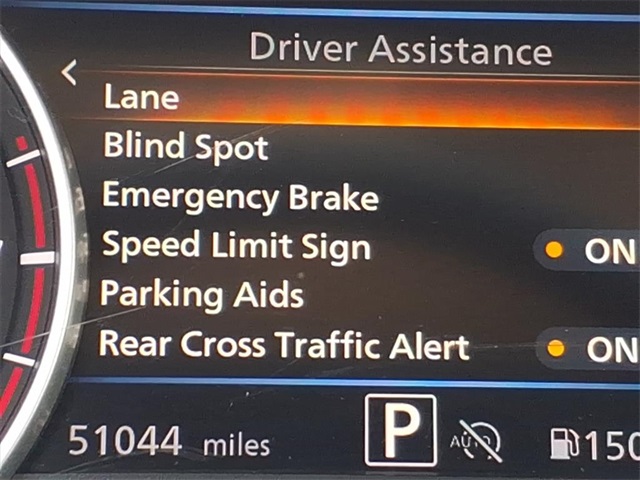 Driver Assistance
<
Lane
Blind Spot
Emergency Brake
Speed Limit Sign ON
Parking Aids
Rear Cross Traffic Alert ON
51044 miles P AUTO 150